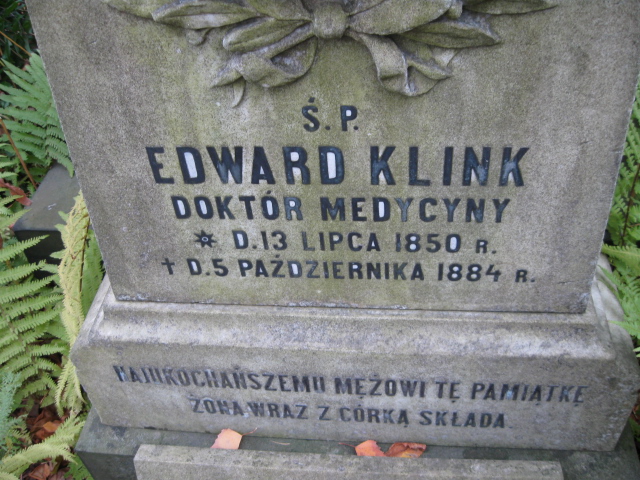 Ś. P.
EDWARD KLINK
DOKTÓR MEDYCYNY
* D. 13 LIPCA 1850 R.
† D. 5 PAŹDZIERNIKA 1884 R.
NAJUKOCHAŃSZEMU MĘŻOWI TĘ PAMIĄTKĘ
ŻONA WRAZ Z CÓRKĄ SKŁADA.